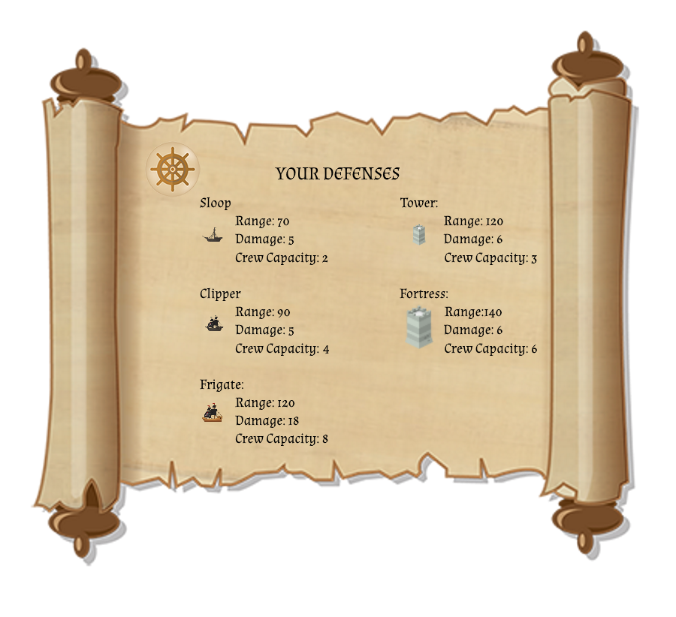 YOUR DEFENSES
Sloop
Range: 70
Damage: 5
Crew Capacity: 2
Clipper
Range: 90
Damage: 5
Crew Capacity: 4
Frigate:
Range: 120
Damage: 18
Crew Capacity: 8
Tower:
Range: 120
Damage: 6
Crew Capacity: 3
Fortress:
Range:140
Damage: 6
Crew Capacity: 6